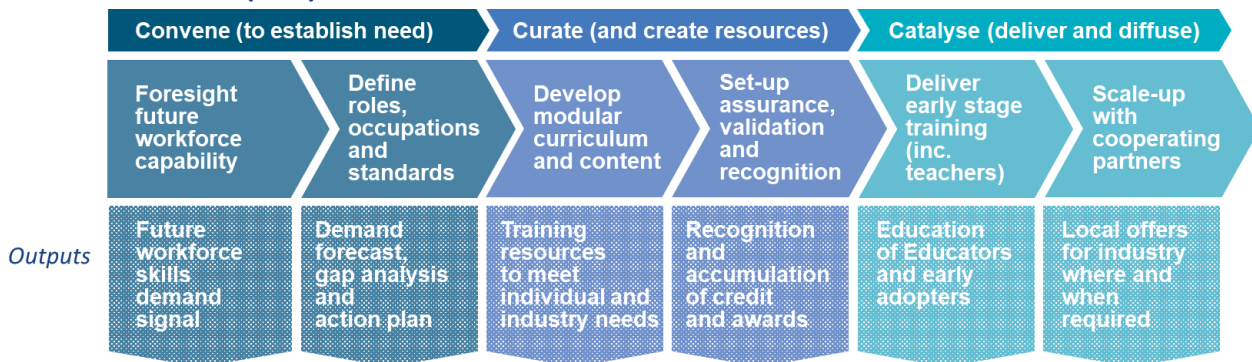 Convene (to establish need)
Curate (and create resources)
Catalyse (deliver and diffuse)
Foresight
future
workforce
capability
Define
roles,
occupations
and
standards
Develop
modular
curriculum
and content
Set-up
assurance,
validation
and
recognition
Deliver
early stage
training
(inc.
teachers)
Scale-up
with
cooperating
partners
Outputs
Future
workforce
skills
demand
signal
Demand
forecast,
gap analysis
and
action plan
Training
resources
to meet
individual and
industry needs
Recognition
and
accumulation
of credit
and awards
Education
of Educators
and early
adopters
Local offers
for industry
where and
when
required